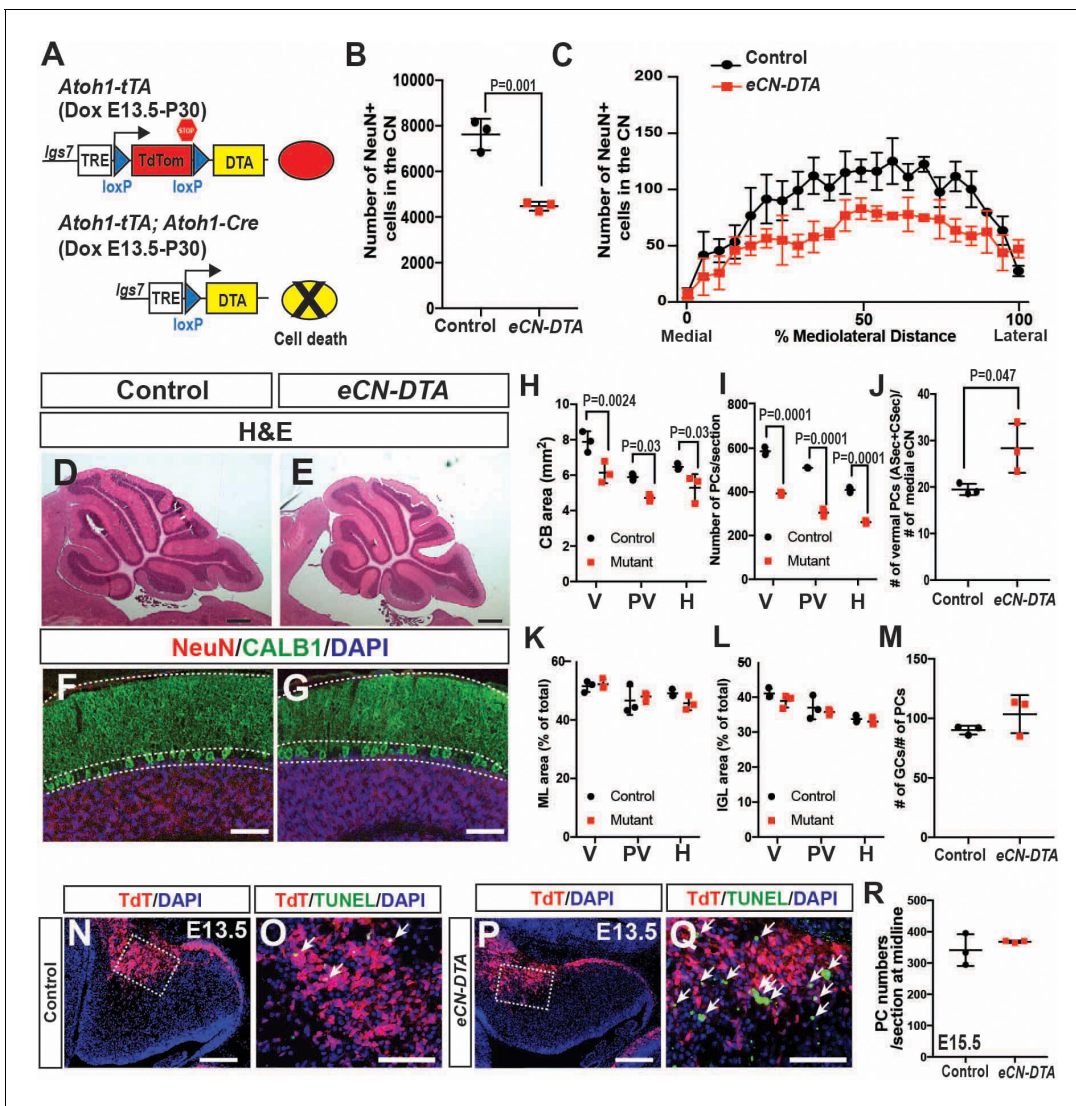 A
Atoh1-tTA
(Dox E13.5-P30)
STOP
Igs7
TRE
TdTom
DTA
loxP
loxP
Atoh1-tTA; Atoh1-Cre
(Dox E13.5-P30)
Igs7
TRE
DTA
loxP
Cell death
B
Number of NeuN+
cells in the CN
10000
8000
6000
4000
2000
0
P=0.001
Control
eCN-DTA
C
Control
eCN-DTA
Number of NeuN+
cells in the CN
200
150
100
50
0
0
50
100
Medial
% Mediolateral Distance
Lateral
Control
eCN-DTA
H&E
D
E
NeuN/CALB1/DAPI
F
G
H
CB area (mm2)
10
8
6
4
2
0
P=0.0024
P=0.03
P=0.03
Control
Mutant
V
PV
H
I
Number of PCs/section
800
600
400
200
0
P=0.0001
P=0.0001
P=0.0001
Control
Mutant
V
PV
H
J
# of vermal PCs (ASec+CSec)/
# of medial eCN
40
30
20
10
0
P=0.047
Control
eCN-DTA
K
ML area (% of total)
60
40
20
0
Control
Mutant
V
PV
H
L
IGL area (% of total)
50
40
30
20
10
0
Control
Mutant
V
PV
H
M
# of GCs/# of PCs
150
100
50
0
Control
eCN-DTA
Control
TdT/DAPI
N
E13.5
TdT/TUNEL/DAPI
O
eCN-DTA
TdT/DAPI
P
E13.5
TdT/TUNEL/DAPI
Q
R
PC numbers
/section at midline
500
400
300
200
100
0
E15.5
Control
eCN-DTA